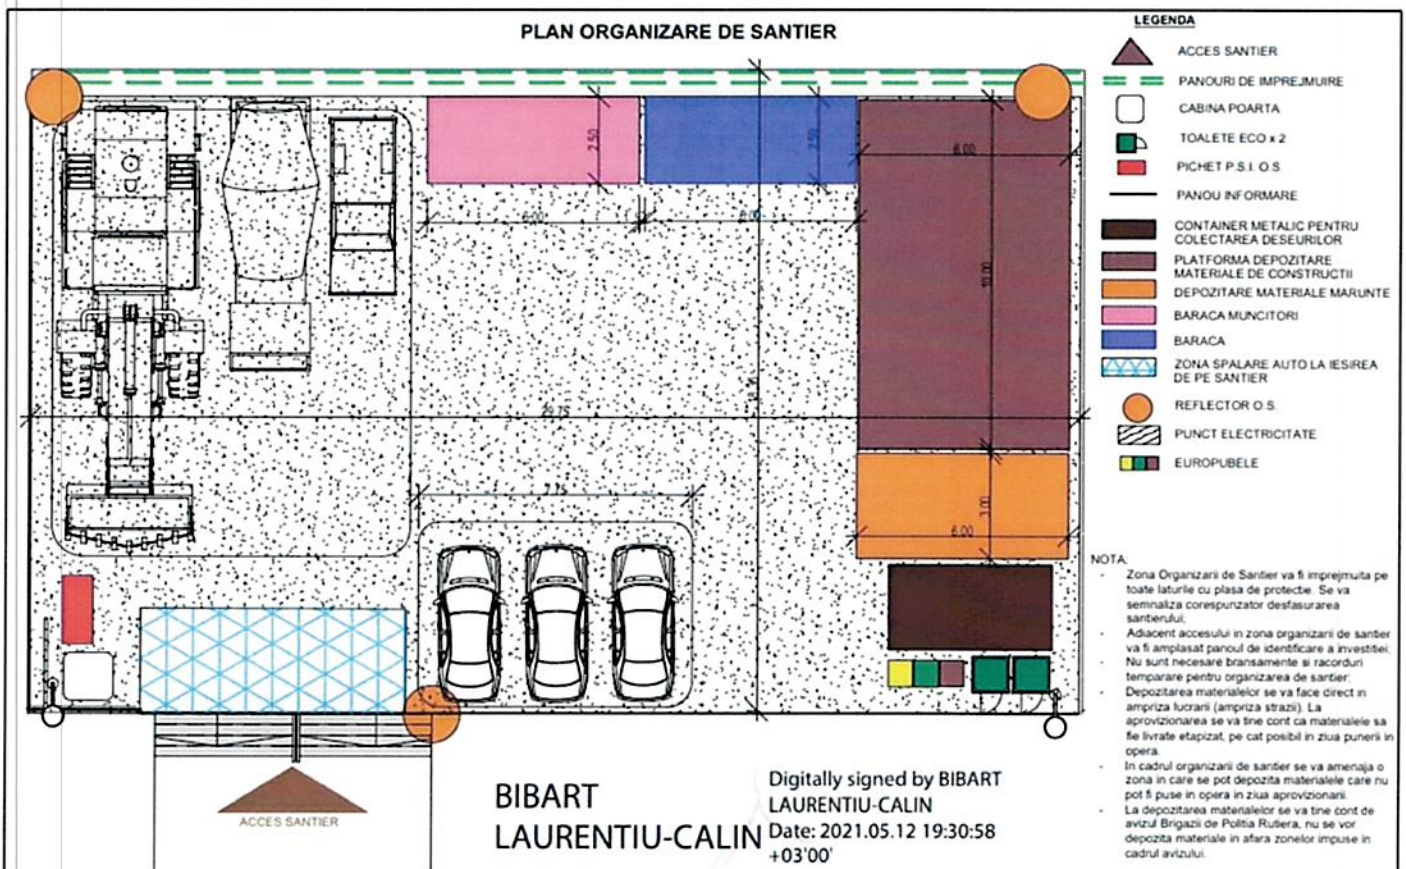 PLAN ORGANIZARE DE SANTIER
2.50
2.50
6.00
6.00
6.00
10.00
29.75
7.75
3.00
6.00
ACCES SANTIER
BIBART
LAURENTIU-CALIN
Digitally signed by BIBART
LAURENTIU-CALIN
Date: 2021.05.12 19:30:58
+03'00'
LEGENDA
ACCES SANTIER
PANOURI DE IMPREJMUIRE
CABINA POARTA
TOALETE ECO x 2
PICHET P.S.I. O.S.
PANOU INFORMARE
CONTAINER METALIC PENTRU
COLECTAREA DESEURILOR
PLATFORMA DEPOZITARE
MATERIALE DE CONSTRUCTII
DEPOZITARE MATERIALE MARUNTE
BARACA MUNCITORI
BARACA
ZONA SPALARE AUTO LA IESIREA
DE PE SANTIER
REFLECTOR O.S.
PUNCT ELECTRICITATE
EUROPUBELE
NOTA:
- Zona Organizarii de Santier va fi imprejmuita pe
toate laturile cu plasa de protectie. Se va
semnaliza corespunzator desfasurarea
santierului;
- Adiacent accesului in zona organizarii de santier
va fi amplasat panoul de identificare a investitiei;
- Nu sunt necesare bransamente si racorduri
temparare pentru organizarea de santier;
- Depozitarea materialelor se va face direct in
ampriza lucrarii (ampriza strazii). La
aprovizionarea se va tine cont ca materialele sa
fie livrate etapizat, pe cat posibil in ziua punerii in
opera.
- In cadrul organizarii de santier se va amenaja o
zona in care se pot depozita materialele care nu
pot fi puse in opera in ziua aprovizionarii.
- La depozitarea materialelor se va tine cont de
avizul Brigazii de Politia Rutiera, nu se vor
depozita materiale in afara zonelor impuse in
cadrul avizului.